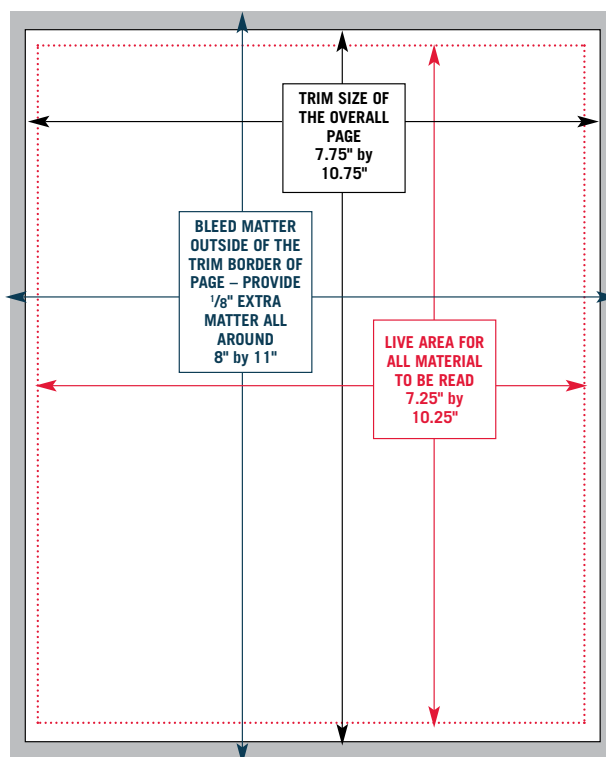 TRIM SIZE OF
THE OVERALL
PAGE
7.75" by
10.75"
BLEED MATTER
OUTSIDE OF THE
TRIM BORDER OF
PAGE – PROVIDE
1/8" EXTRA
MATTER ALL
AROUND
8" by 11"
LIVE AREA FOR
ALL MATERIAL
TO BE READ
7.25" by
10.25"